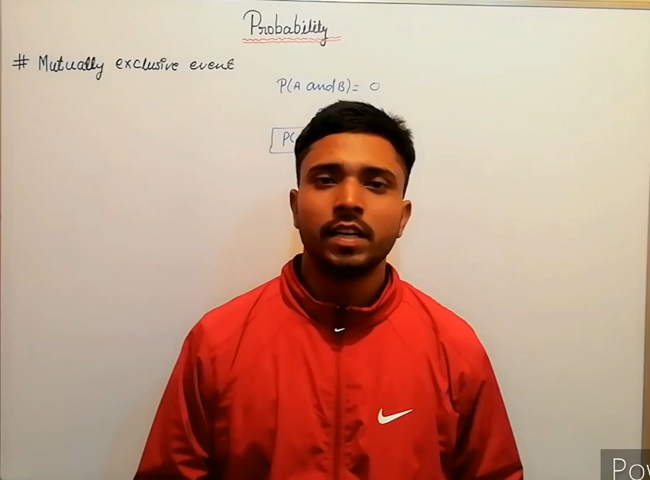 Probability
# Mutually exclusive event
P(A and B) = 0
P(
Pow